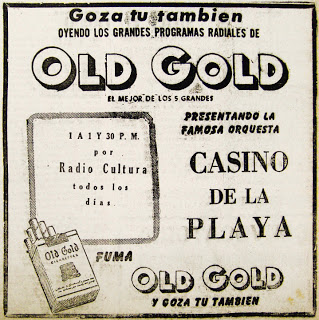 Goza tu tambien
OYENDO LOS GRANDES PROGRAMAS RADIALES DE
OLD GOLD
EL MEJOR DE LOS 5 GRANDES
1 A 1 Y 30 P. M.
por
Radio Cultura
todos los
dias
PRESENTANDO LA
FAMOSA ORQUESTA
CASINO
DE LA
PLAYA
Old Gold
CIGARETTES
FUMA
OLD GOLD
Y GOZA TU TAMBIEN